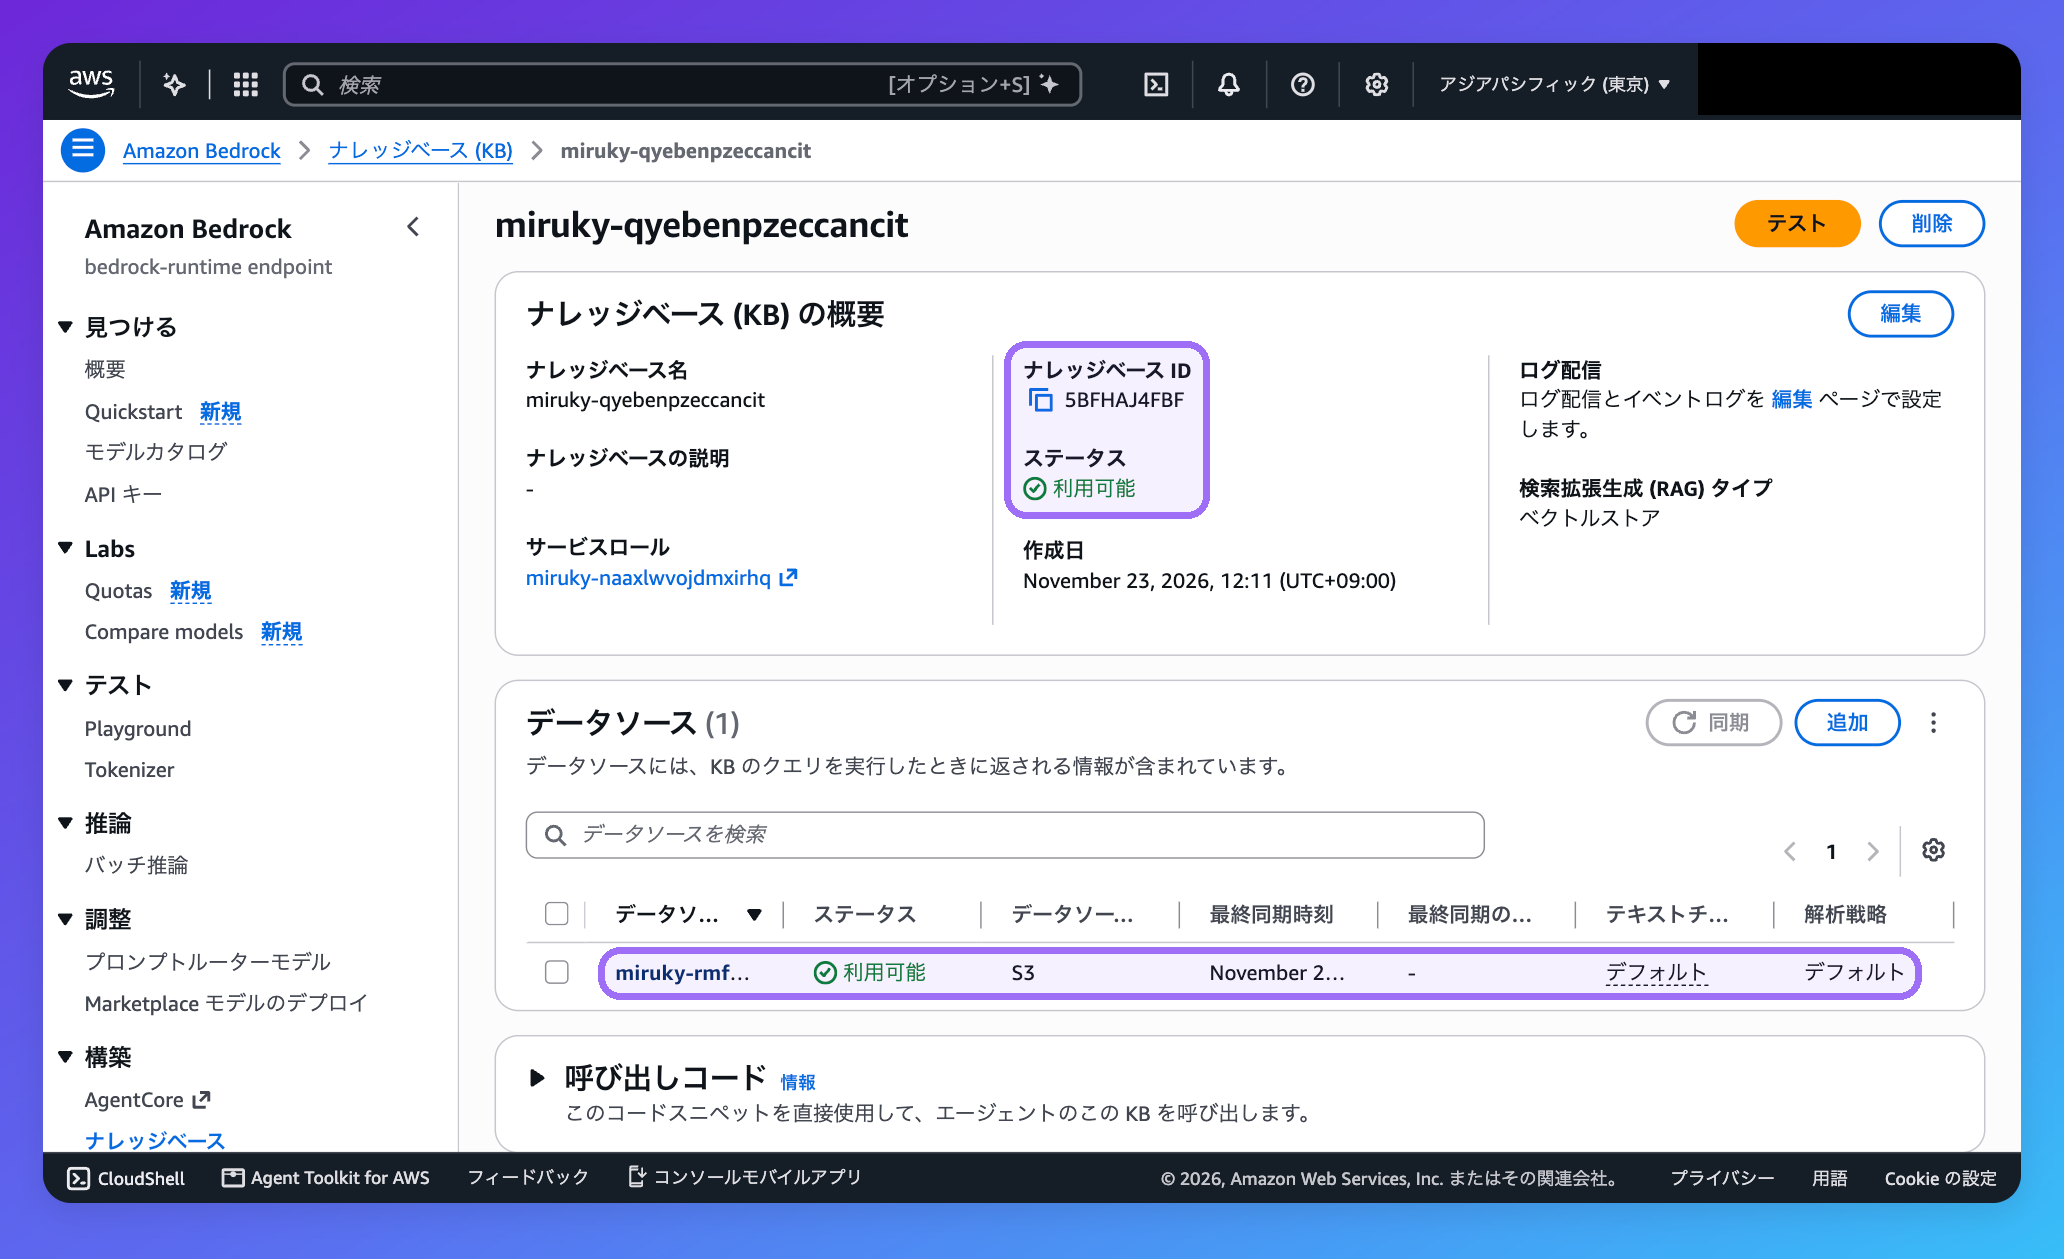 aws
検索 [オプション+S]
アジアパシフィック (東京) ▼
Amazon Bedrock > ナレッジベース (KB) > miruky-qyebenpzeccancit
Amazon Bedrock
bedrock-runtime endpoint
見つける
概要
Quickstart 新規
モデルカタログ
API キー
Labs
Quotas 新規
Compare models 新規
テスト
Playground
Tokenizer
推論
バッチ推論
調整
プロンプトルーターモデル
Marketplace モデルのデプロイ
構築
AgentCore
ナレッジベース
miruky-qyebenpzeccancit
テスト 削除
ナレッジベース (KB) の概要
編集
ナレッジベース名
miruky-qyebenpzeccancit
ナレッジベースの説明
-
サービスロール
miruky-naaxlwvojdmxirhq
ナレッジベース ID
5BFHAJ4FBF
ステータス
利用可能
作成日
November 23, 2026, 12:11 (UTC+09:00)
ログ配信
ログ配信とイベントログを 編集 ページで設定
します。
検索拡張生成 (RAG) タイプ
ベクトルストア
データソース (1)
同期 追加
データソースには、KB のクエリを実行したときに返される情報が含まれています。
データソースを検索
1
データソ... ステータス データソー... 最終同期時刻 最終同期の... テキストチ... 解析戦略
miruky-rmf... 利用可能 S3 November 2... - デフォルト デフォルト
呼び出しコード 情報
このコードスニペットを直接使用して、エージェントのこの KB を呼び出します。
CloudShell Agent Toolkit for AWS フィードバック コンソールモバイルアプリ © 2026, Amazon Web Services, Inc. またはその関連会社。 プライバシー 用語 Cookie の設定